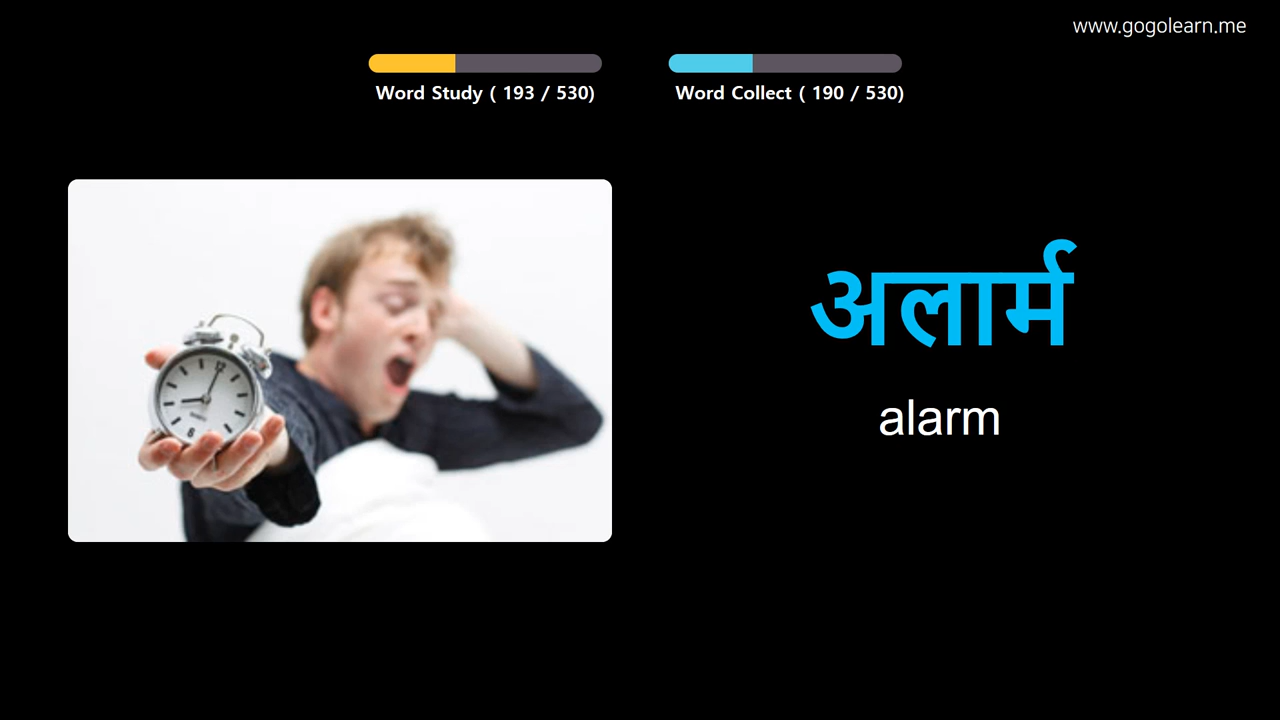 www.gogolearn.me
Word Study ( 193 / 530)
Word Collect ( 190 / 530)
अलार्म
alarm